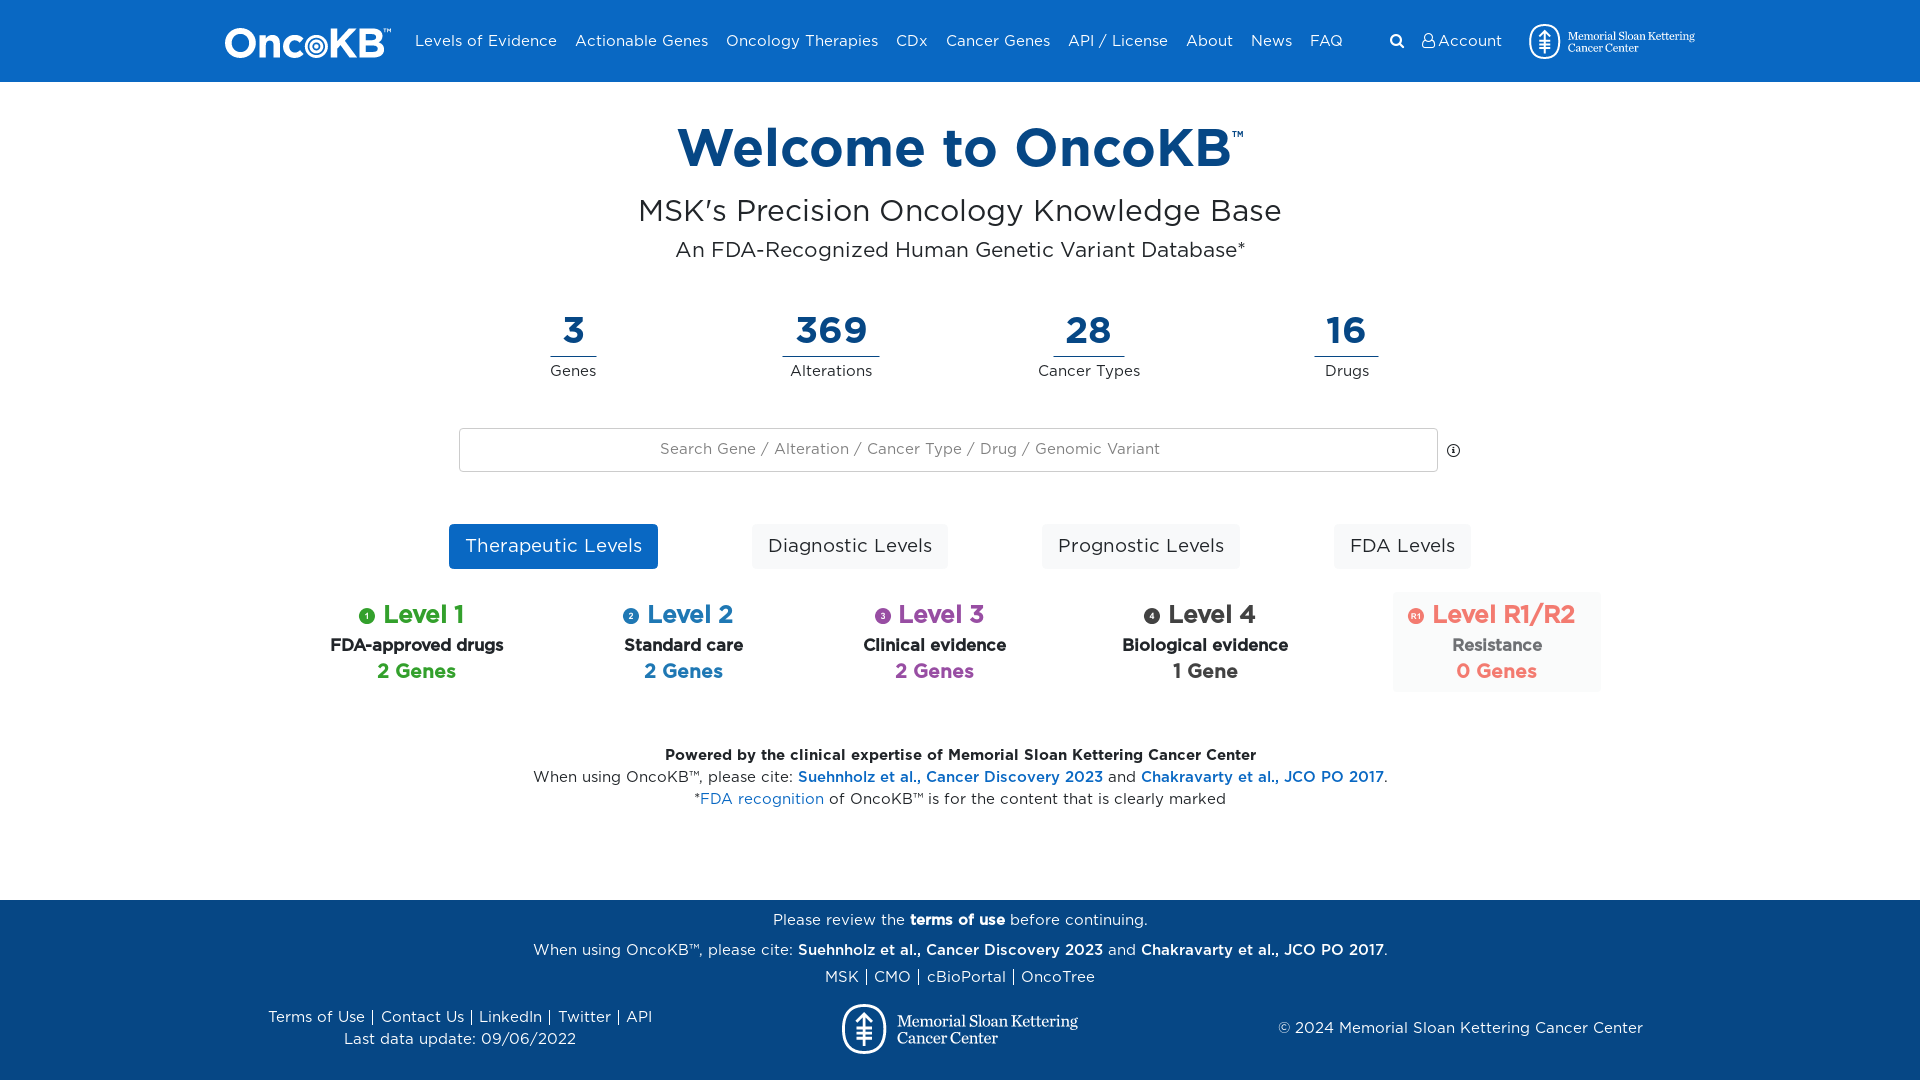 OncoKB™ Levels of Evidence Actionable Genes Oncology Therapies CDx Cancer Genes API / License About News FAQ Account Memorial Sloan Kettering
Cancer Center
Welcome to OncoKB™
MSK's Precision Oncology Knowledge Base
An FDA-Recognized Human Genetic Variant Database*
3 369 28 16
Genes Alterations Cancer Types Drugs
Search Gene / Alteration / Cancer Type / Drug / Genomic Variant
Therapeutic Levels Diagnostic Levels Prognostic Levels FDA Levels
1 Level 1 2 Level 2 3 Level 3 4 Level 4 R1 Level R1/R2
FDA-approved drugs Standard care Clinical evidence Biological evidence Resistance
2 Genes 2 Genes 2 Genes 1 Gene 0 Genes
Powered by the clinical expertise of Memorial Sloan Kettering Cancer Center
When using OncoKB™, please cite: Suehnholz et al., Cancer Discovery 2023 and Chakravarty et al., JCO PO 2017.
*FDA recognition of OncoKB™ is for the content that is clearly marked
Please review the terms of use before continuing.
When using OncoKB™, please cite: Suehnholz et al., Cancer Discovery 2023 and Chakravarty et al., JCO PO 2017.
MSK | CMO | cBioPortal | OncoTree
Terms of Use | Contact Us | LinkedIn | Twitter | API
Last data update: 09/06/2022
Memorial Sloan Kettering
Cancer Center
© 2024 Memorial Sloan Kettering Cancer Center